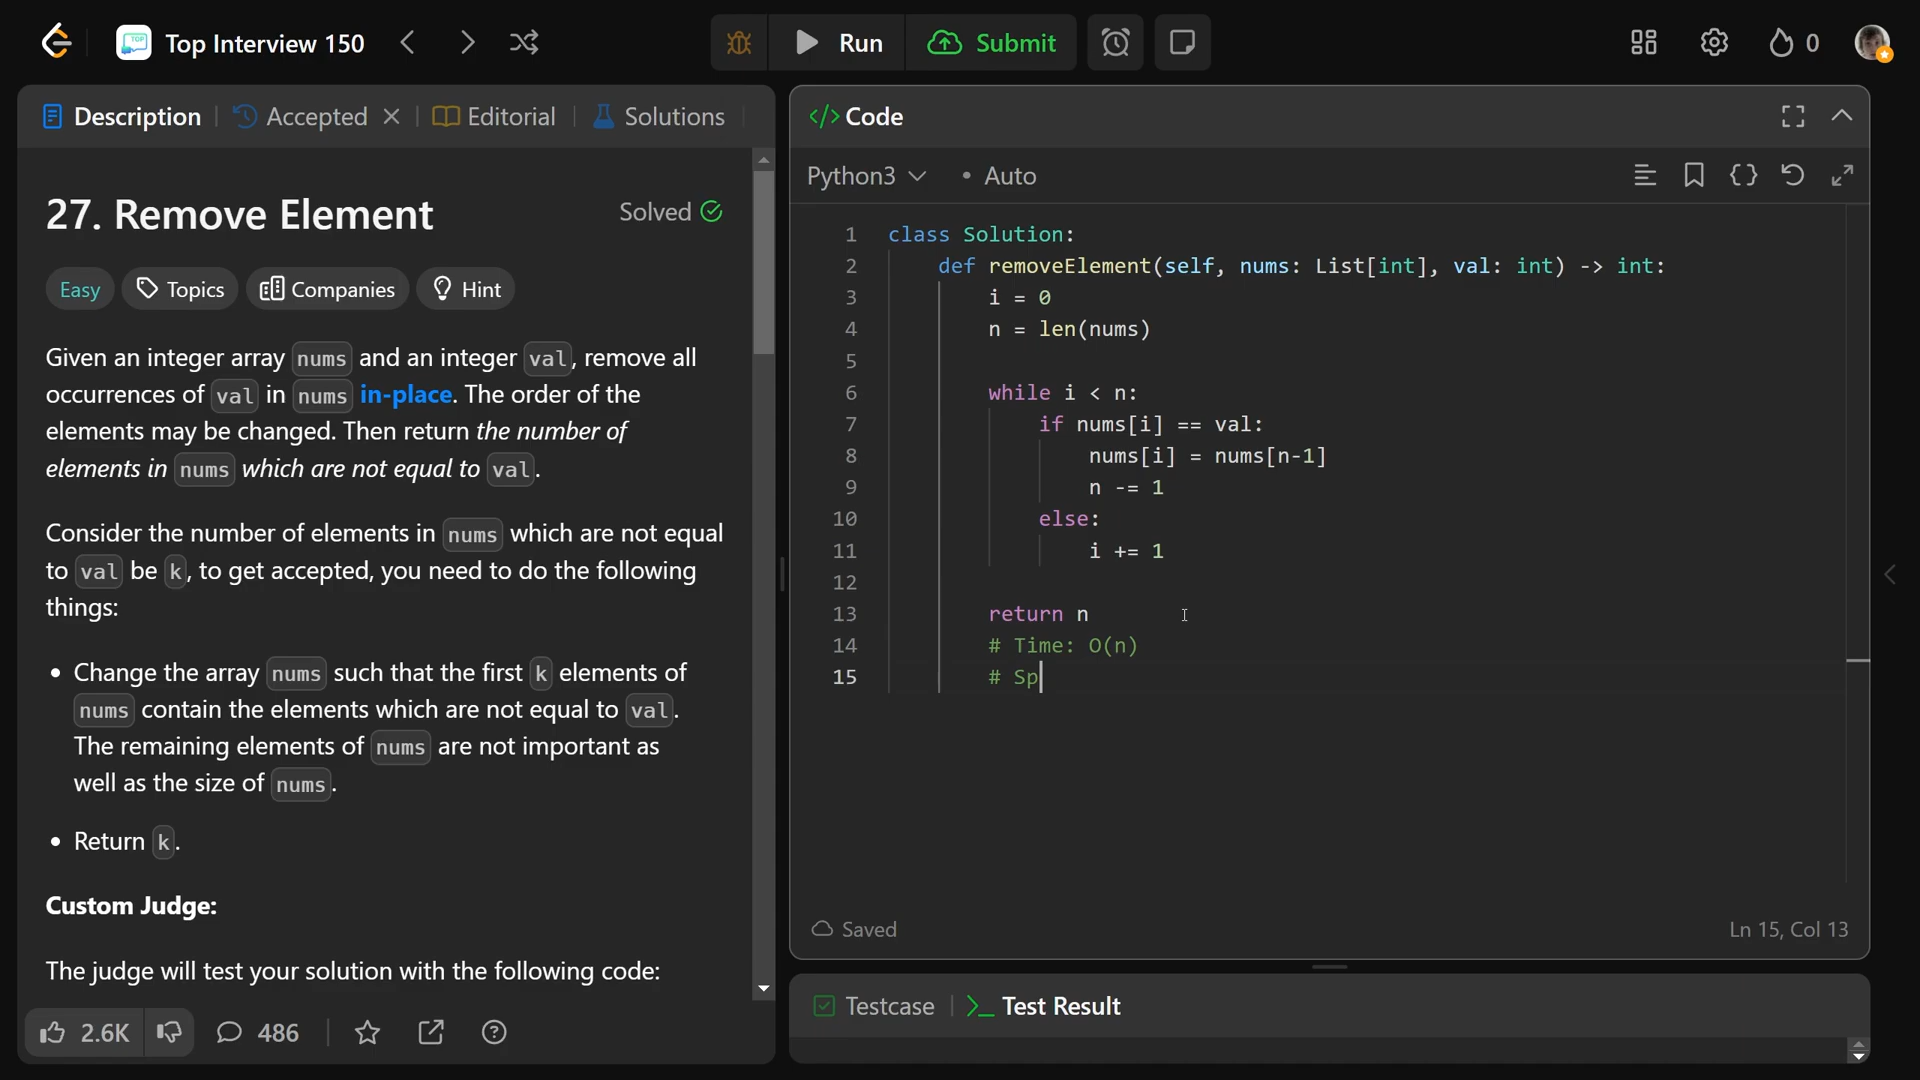 Top Interview 150
Run
Submit
0
Description
Accepted
Editorial
Solutions
27. Remove Element
Solved
Easy
Topics
Companies
Hint
Given an integer array nums and an integer val, remove all
occurrences of val in nums in-place. The order of the
elements may be changed. Then return the number of
elements in nums which are not equal to val.
Consider the number of elements in nums which are not equal
to val be k, to get accepted, you need to do the following
things:
• Change the array nums such that the first k elements of
nums contain the elements which are not equal to val.
The remaining elements of nums are not important as
well as the size of nums.
• Return k.
Custom Judge:
The judge will test your solution with the following code:
2.6K
486
</> Code
Python3
• Auto
1 class Solution:
2     def removeElement(self, nums: List[int], val: int) -> int:
3         i = 0
4         n = len(nums)
5
6         while i < n:
7             if nums[i] == val:
8                 nums[i] = nums[n-1]
9                 n -= 1
10             else:
11                 i += 1
12
13         return n
14         # Time: O(n)
15         # Sp
Saved
Ln 15, Col 13
Testcase
>_ Test Result